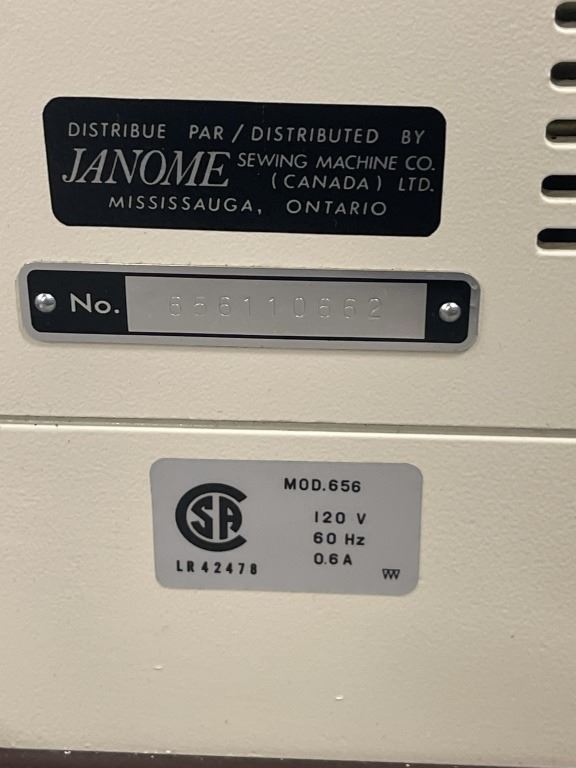 DISTRIBUE PAR / DISTRIBUTED BY
JANOME SEWING MACHINE CO.
(CANADA) LTD.
MISSISSAUGA, ONTARIO
No. 656110662
MOD.656
120 V
60 Hz
0.6A
LR42478